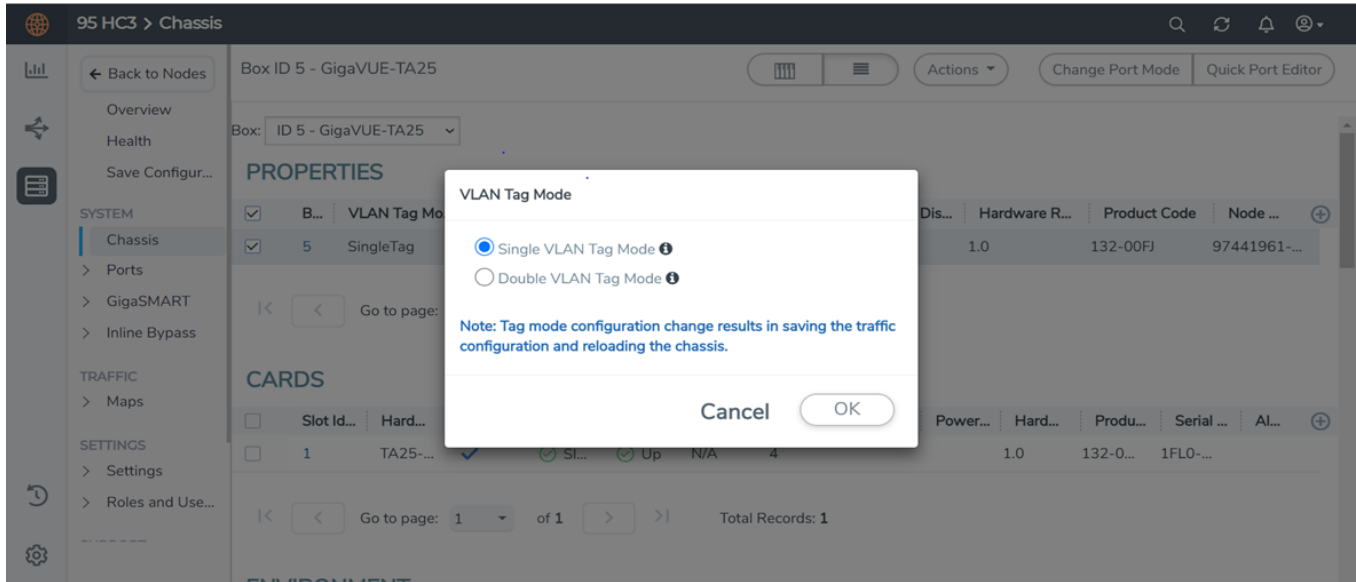 95 HC3 > Chassis
← Back to Nodes
Overview
Health
Save Configur...
SYSTEM
Chassis
> Ports
> GigaSMART
> Inline Bypass
TRAFFIC
> Maps
SETTINGS
> Settings
> Roles and Use...
Box ID 5 - GigaVUE-TA25
Actions
Change Port Mode
Quick Port Editor
Box: ID 5 - GigaVUE-TA25
PROPERTIES
B... VLAN Tag Mo Dis... Hardware R... Product Code Node ...
5 SingleTag 1.0 132-00FJ 97441961-...
Go to page:
VLAN Tag Mode
Single VLAN Tag Mode
Double VLAN Tag Mode
Note: Tag mode configuration change results in saving the traffic
configuration and reloading the chassis.
Cancel OK
CARDS
Slot Id... Hard... Power... Hard... Produ... Serial ... Al...
1 TA25-... Sl... Up N/A 4 1.0 132-0... 1FL0-...
Go to page: 1 of 1 Total Records: 1